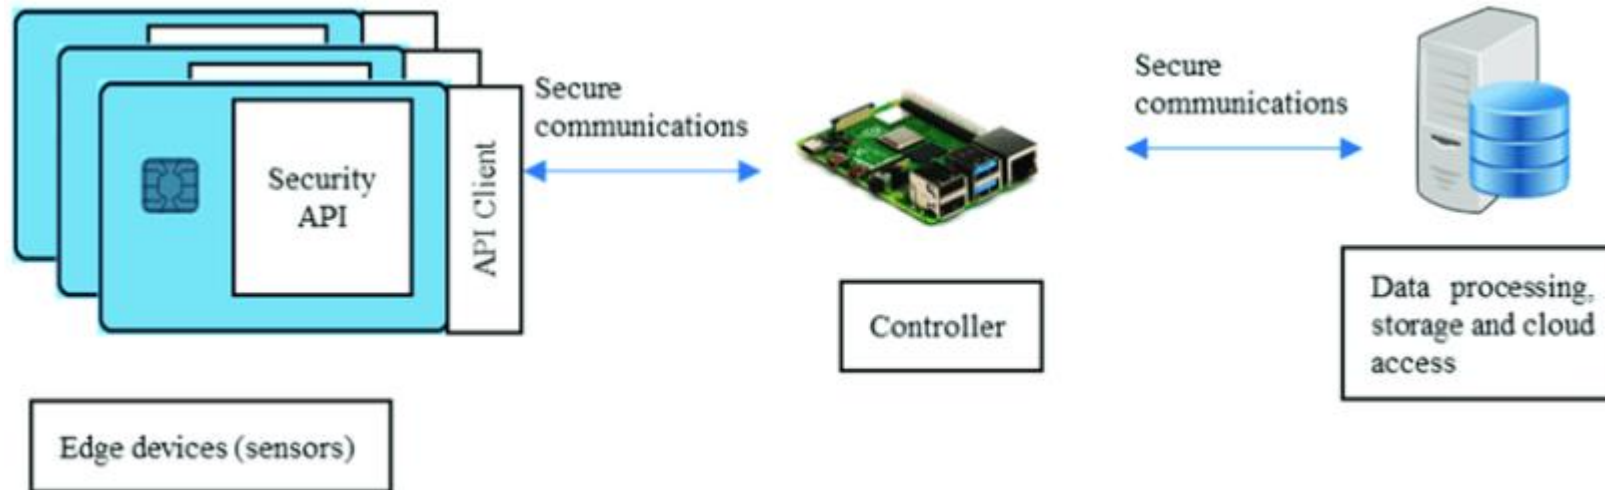 Security
API
API Client
Secure
communications
Secure
communications
Edge devices (sensors)
Controller
Data processing,
storage and cloud
access